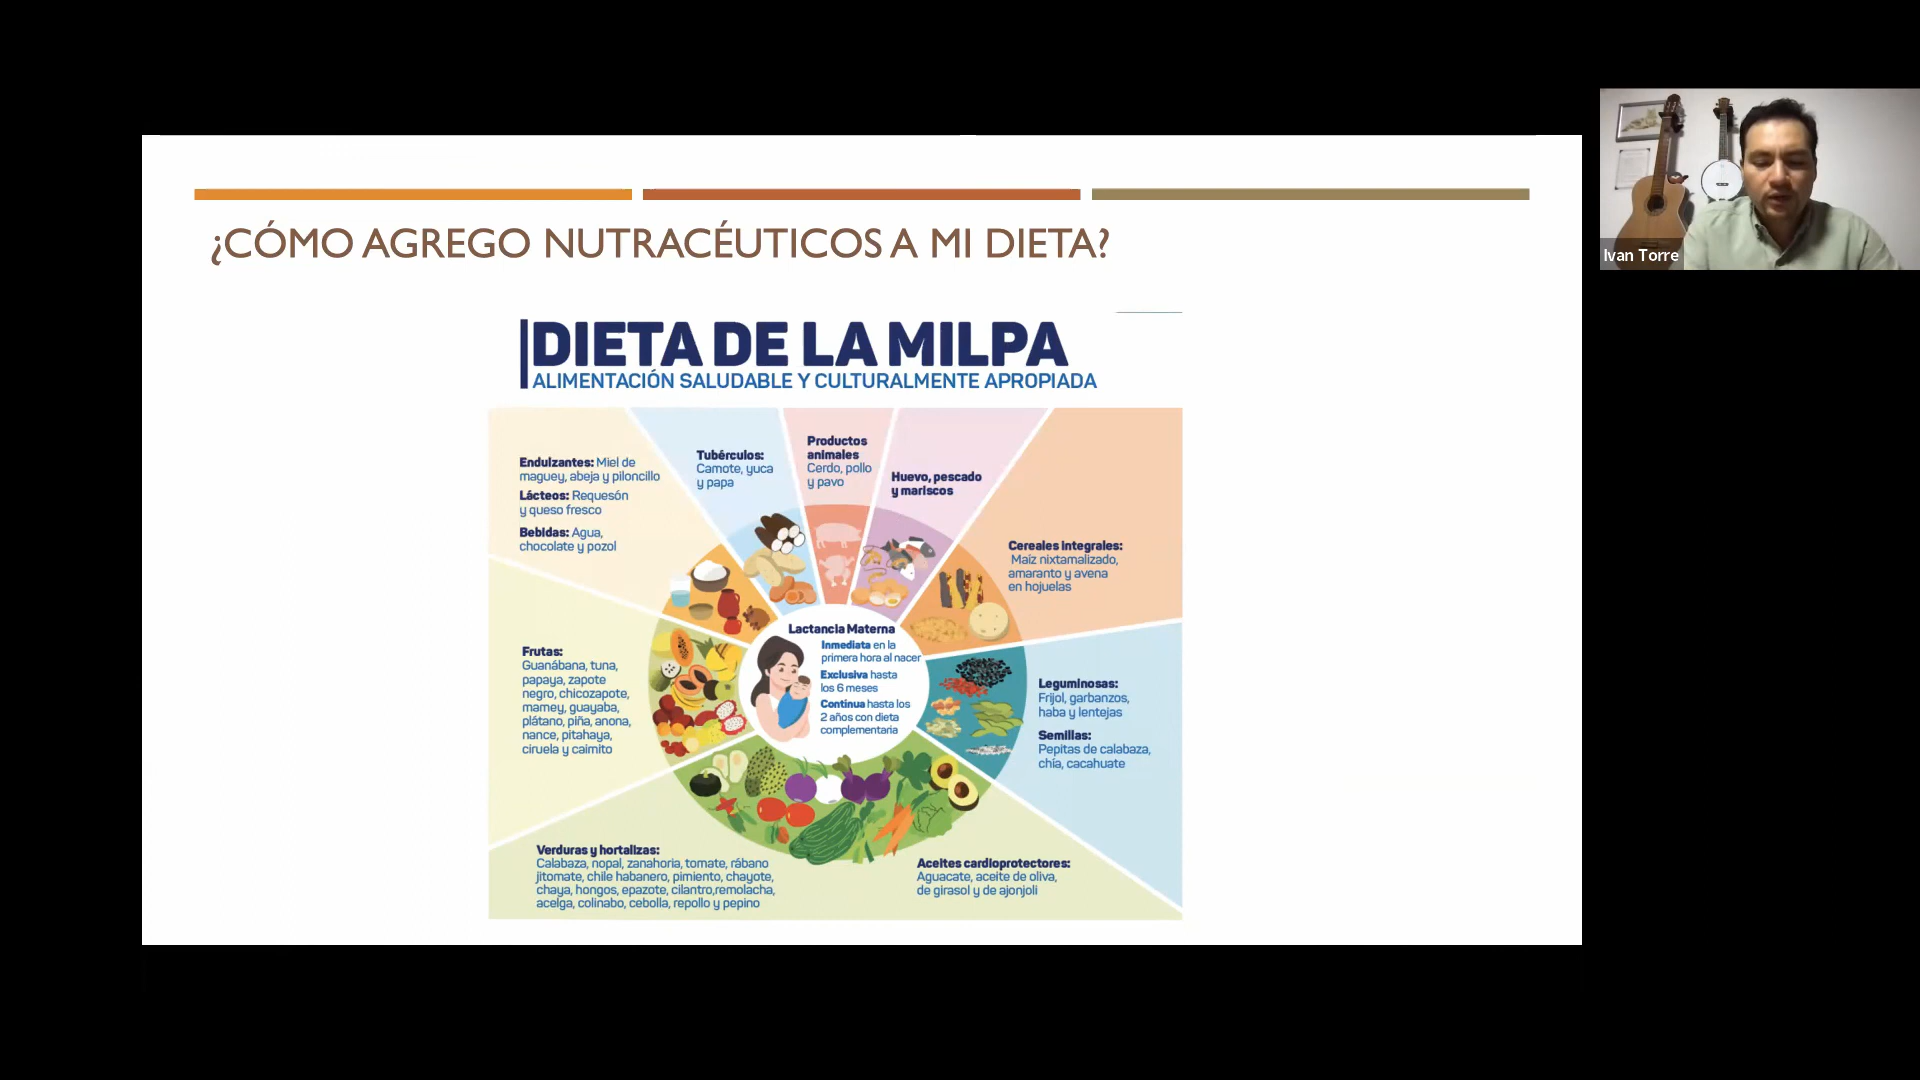 ¿CÓMO AGREGO NUTRACÉUTICOS A MI DIETA?
DIETA DE LA MILPA
ALIMENTACIÓN SALUDABLE Y CULTURALMENTE APROPIADA
Endulzantes: Miel de
maguey, abeja y piloncillo
Lácteos: Requesón
y queso fresco
Bebidas: Agua,
chocolate y pozol
Tubérculos:
Camote, yuca
y papa
Productos
animales
Cerdo, pollo
y pavo
Huevo, pescado
y mariscos
Cereales integrales:
Maíz nixtamalizado,
amaranto y avena
en hojuelas
Lactancia Materna
Inmediata en la
primera hora al nacer
Exclusiva hasta
los 6 meses
Continua hasta los
2 años con dieta
complementaria
Frutas:
Guanábana, tuna,
papaya, zapote
negro, chicozapote,
mamey, guayaba,
plátano, piña, anona,
nance, pitahaya,
ciruela y caimito
Leguminosas:
Frijol, garbanzos,
haba y lentejas
Semillas:
Pepitas de calabaza,
chía, cacahuate
Verduras y hortalizas:
Calabaza, nopal, zanahoria, tomate, rábano
jitomate, chile habanero, pimiento, chayote,
chaya, hongos, epazote, cilantro,remolacha,
acelga, colinabo, cebolla, repollo y pepino
Aceites cardioprotectores:
Aguacate, aceite de oliva,
de girasol y de ajonjolí
Ivan Torre